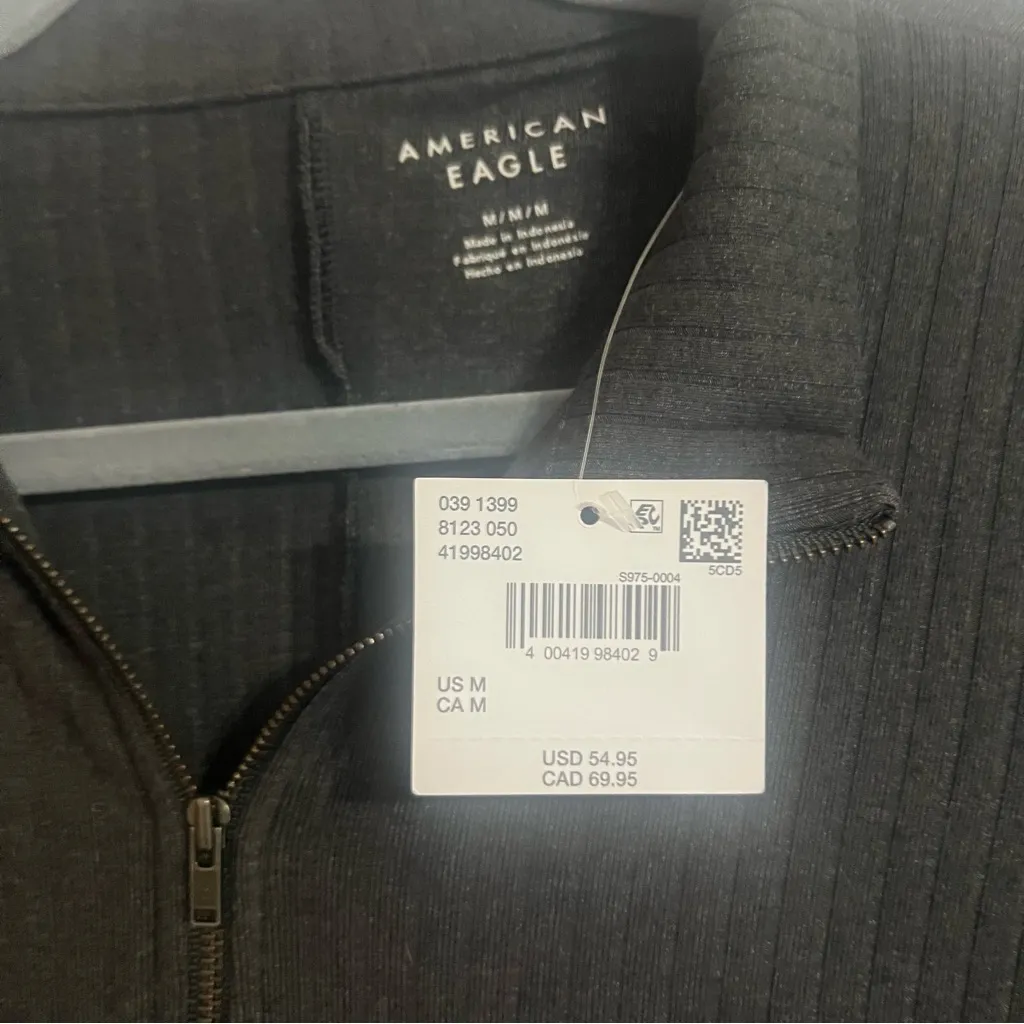 AMERICAN
EAGLE
M/M/M
Made in Indonesia
Fabriqué en Indonésie
Hecho en Indonesia
039 1399
8123 050
41998402
5CD5
S975-0004
4 00419 98402 9
US M
CA M
USD 54.95
CAD 69.95